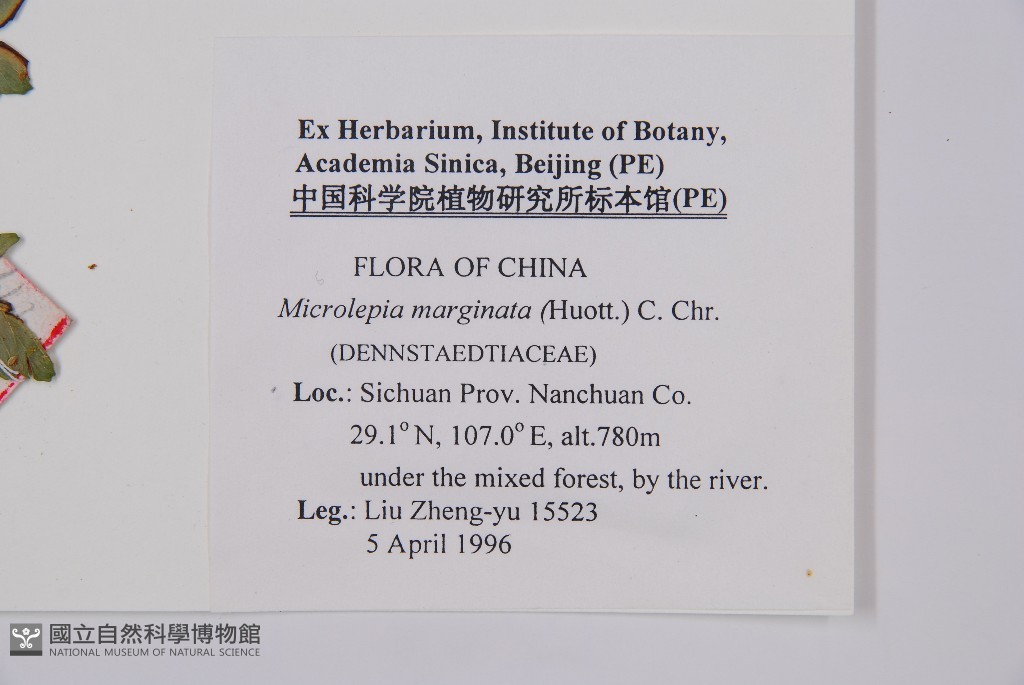 Ex Herbarium, Institute of Botany,
Academia Sinica, Beijing (PE)
中国科学院植物研究所标本馆(PE)
FLORA OF CHINA
Microlepia marginata (Huott.) C. Chr.
(DENNSTAEDTIACEAE)
Loc.: Sichuan Prov. Nanchuan Co.
29.1° N, 107.0° E, alt.780m
under the mixed forest, by the river.
Leg.: Liu Zheng-yu 15523
5 April 1996
國立自然科學博物館
NATIONAL MUSEUM OF NATURAL SCIENCE